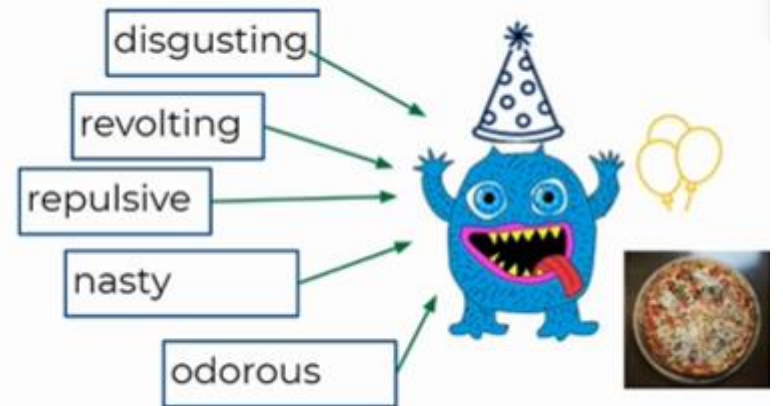 disgusting
revolting
repulsive
nasty
odorous